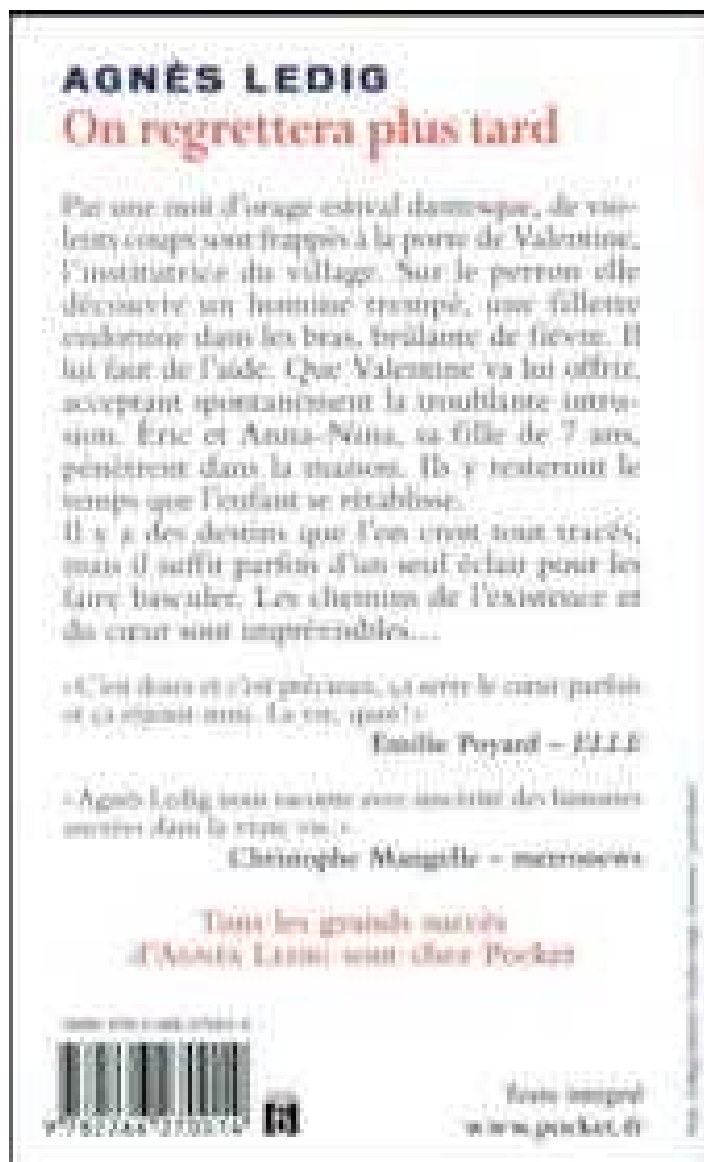 AGNÈS LEDIG
On regrettera plus tard
Par une nuit d'orage estival dantesque, de vio-
lents coups sont frappés à la porte de Valentine,
l'institutrice du village. Sur le perron elle
découvre un homme trempé, une fillette
endormie dans les bras, brûlante de fièvre. Il
lui faut de l'aide. Que Valentine va lui offrir,
acceptant spontanément la troublante intru-
sion. Éric et Anna-Nina, sa fille de 7 ans,
pénètrent dans la maison. Ils y resteront le
temps que l'enfant se rétablisse.
Il y a des destins que l'on croit tout tracés,
mais il suffit parfois d'un seul éclair pour les
faire basculer. Les chemins de l'existence et
du cœur sont imprévisibles...
« C'est doux et c'est précieux, ça serre le cœur parfois
et ça réjouit aussi. La vie, quoi ! »
Émilie Poyard – ELLE
« Agnès Ledig nous raconte avec sincérité des histoires
ancrées dans la vraie vie. »
Christophe Mangelle – metronews
Tous les grands succès
d'AGNÈS LEDIG sont chez Pocket
ISBN
Texte intégral
www.pocket.fr